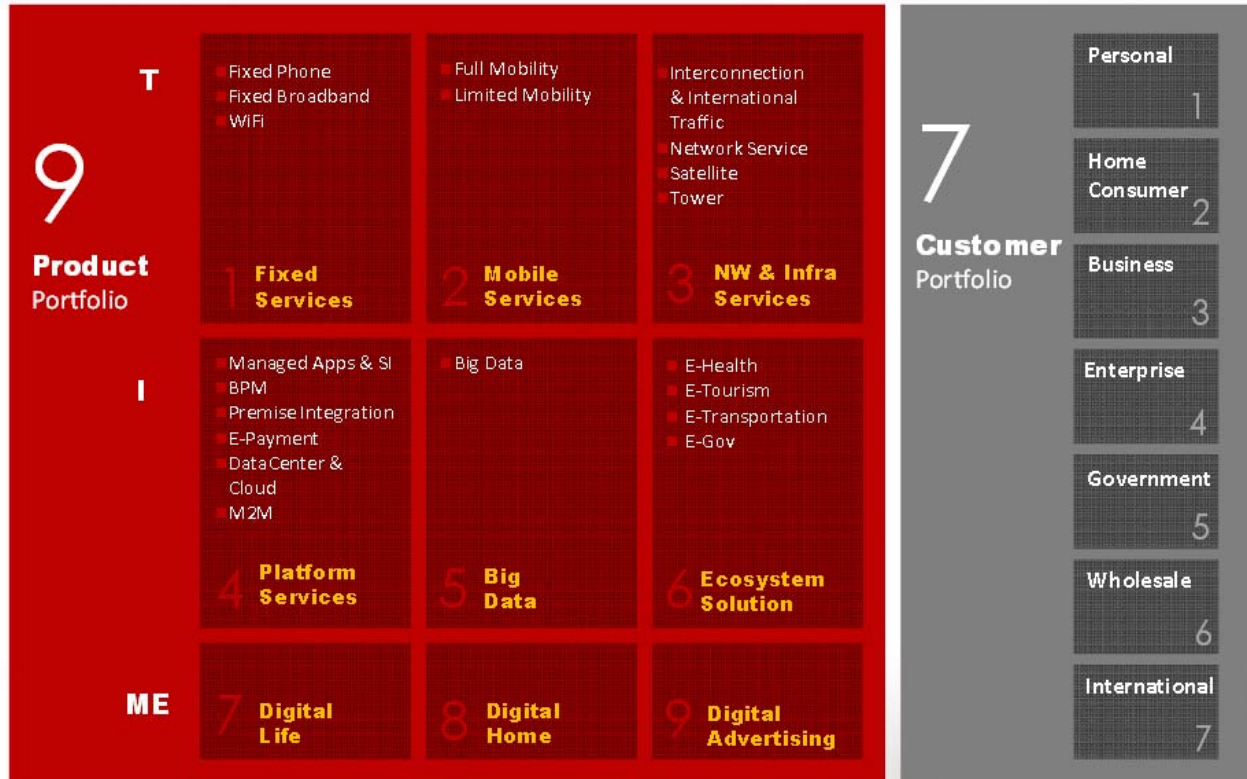 T
9
Product
Portfolio
Fixed Phone
Fixed Broadband
WiFi
1
Fixed
Services
Full Mobility
Limited Mobility
2
Mobile
Services
Interconnection
& International
Traffic
Network Service
Satellite
Tower
3
NW & Infra
Services
I
Managed Apps & SI
BPM
Premise Integration
E-Payment
Data Center &
Cloud
M2M
4
Platform
Services
Big Data
5
Big
Data
E-Health
E-Tourism
E-Transportation
E-Gov
6
Ecosystem
Solution
ME
7
Digital
Life
8
Digital
Home
9
Digital
Advertising
7
Customer
Portfolio
Personal
1
Home
Consumer
2
Business
3
Enterprise
4
Government
5
Wholesale
6
International
7